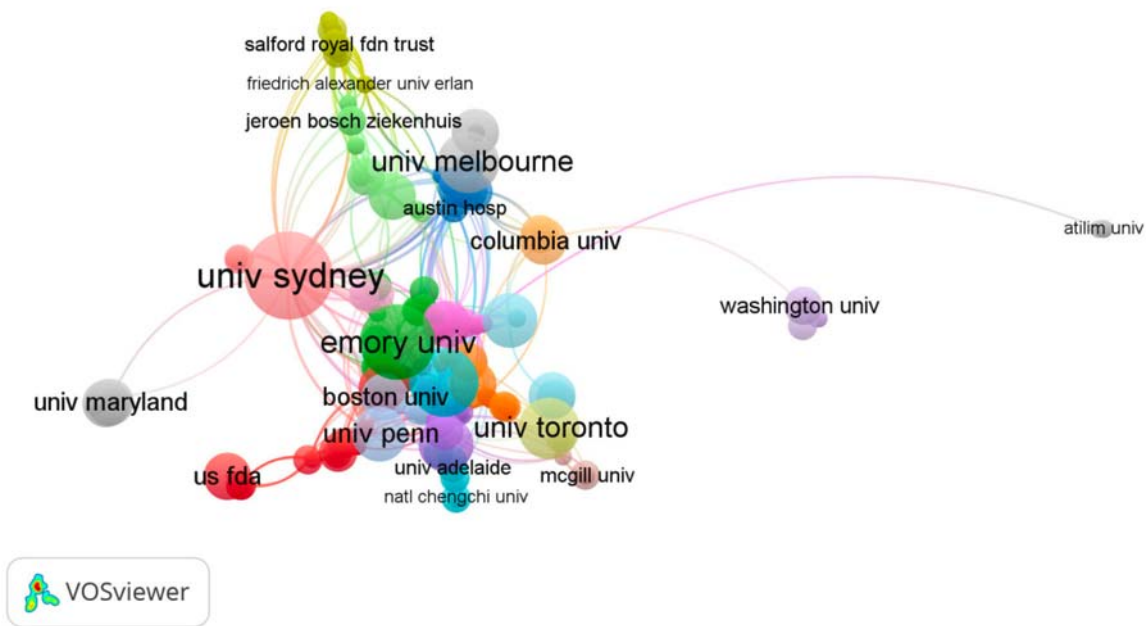 salford royal fdn trust
friedrich alexander univ erlan
jeroen bosch ziekenhuis
univ melbourne
austin hosp
columbia univ
atilim univ
univ sydney
washington univ
emory univ
boston univ
univ maryland
univ penn
univ toronto
us fda
univ adelaide
mcgill univ
natl chengchi univ
VOSviewer